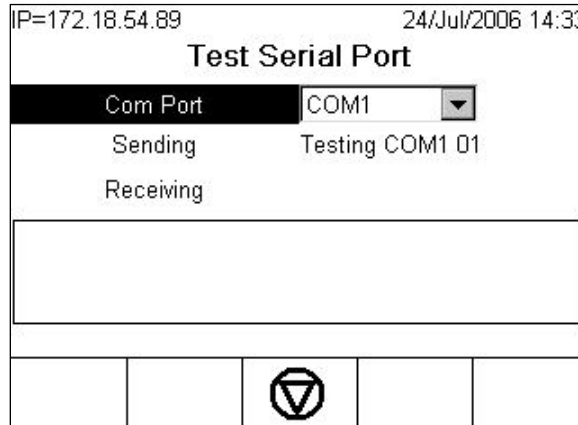 IP=172.18.54.89 24/Jul/2006 14:33
Test Serial Port
Com Port COM1
Sending Testing COM1 01
Receiving